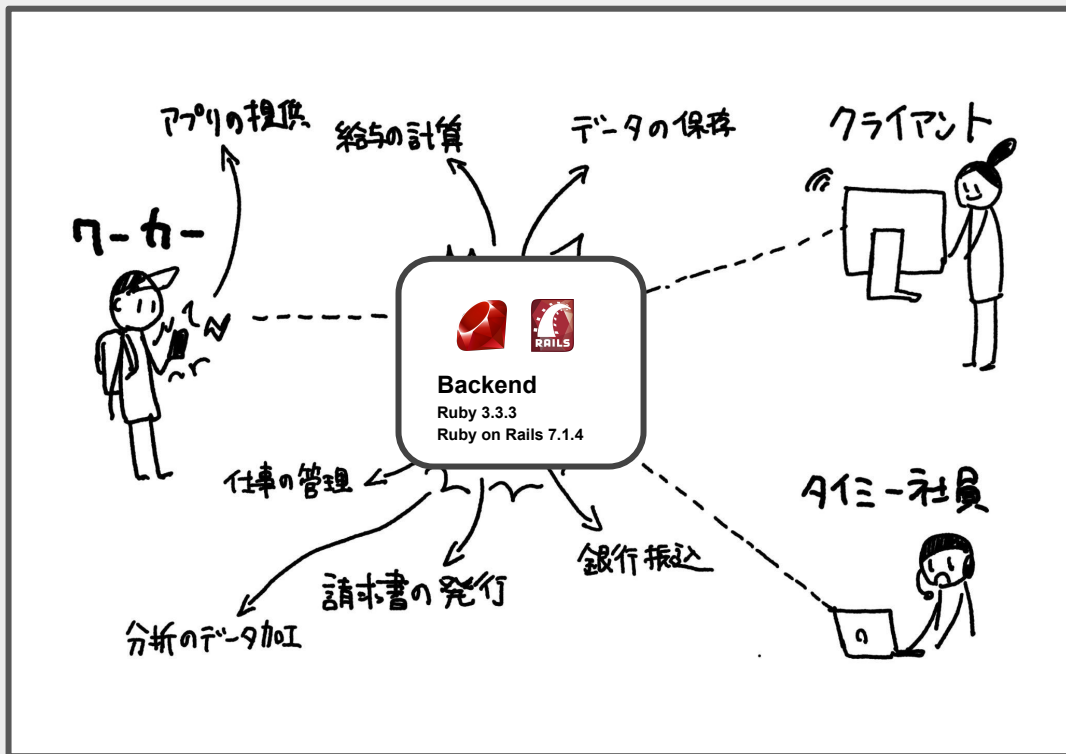 アプリの提供
給与の計算
データの保存
クライアント
ワーカー
RAILS
Backend
Ruby 3.3.3
Ruby on Rails 7.1.4
仕事の管理
タイミー社員
銀行振込
請求書の発行
分析のデータ加工